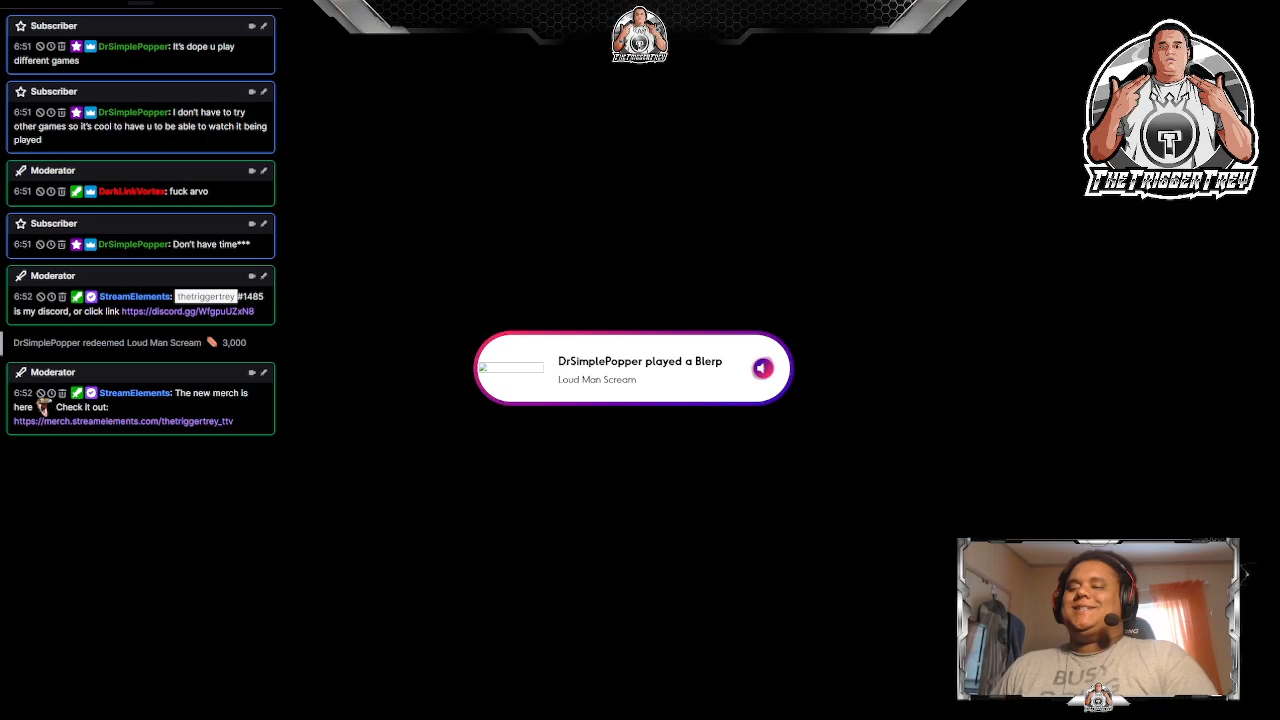 Subscriber
6:51 DrSimplePopper: It's dope u play
different games
Subscriber
6:51 DrSimplePopper: I don't have to try
other games so it's cool to have u to be able to watch it being
played
Moderator
6:51 DarkLinkVortex: fuck arvo
Subscriber
6:51 DrSimplePopper: Don't have time***
Moderator
6:52 StreamElements: thetriggertrey #1485
is my discord, or click link https://discord.gg/WfgpuUZxN8
DrSimplePopper redeemed Loud Man Scream 3,000
Moderator
6:52 StreamElements: The new merch is
here Check it out:
https://merch.streamelements.com/thetriggertrey_ttv
THETRIGGERTREY
T
THETRIGGERTREY
DrSimplePopper played a Blerp
Loud Man Scream
BUSY